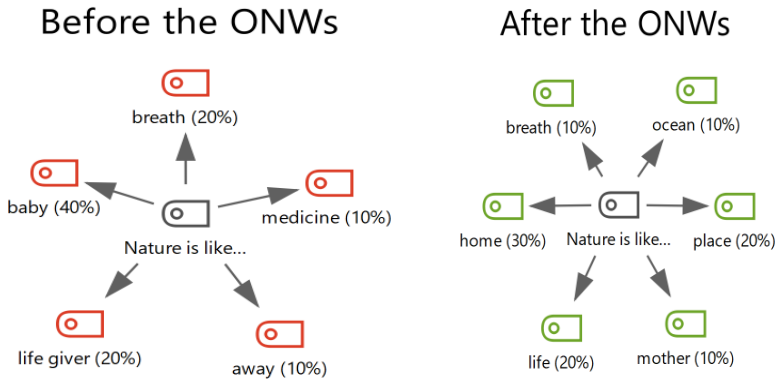 Before the ONWs
breath (20%)
baby (40%)
medicine (10%)
Nature is like...
life giver (20%)
away (10%)
After the ONWs
breath (10%)
ocean (10%)
home (30%)
Nature is like...
place (20%)
life (20%)
mother (10%)